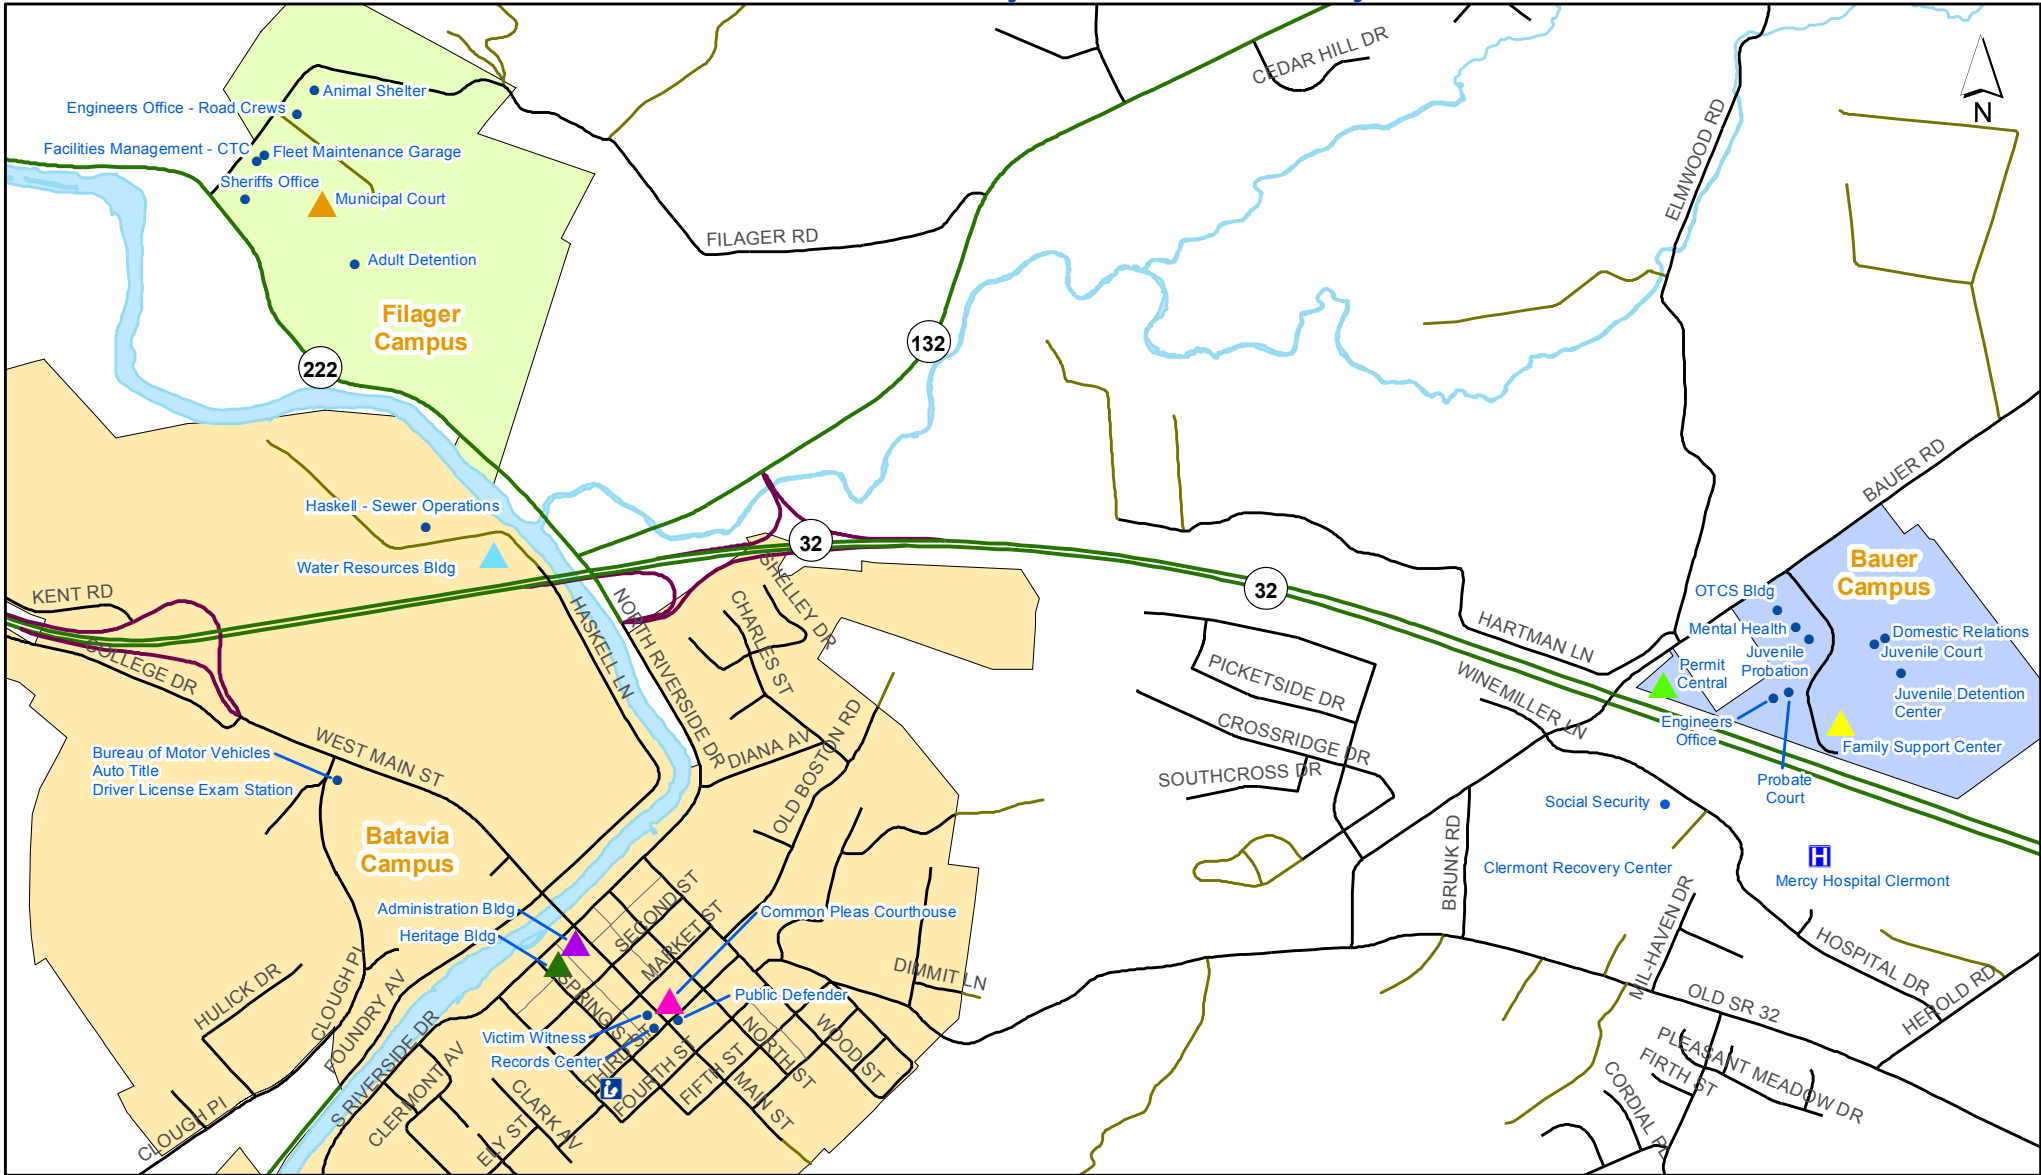 CEDAR HILL DR
N
Animal Shelter
Engineers Office - Road Crews
Facilities Management - CTC
Fleet Maintenance Garage
Sheriffs Office
Municipal Court
ELMWOOD RD
FILAGER RD
Adult Detention
Filager
Campus
132
222
BAUER RD
Haskell - Sewer Operations
32
Water Resources Bldg
Bauer
Campus
32
KENT RD
SHELLEY DR
CHARLES ST
HASKELL LN
NORTH RIVERSIDE DR
OTCS Bldg
Mental Health
Domestic Relations
Juvenile Court
Juvenile
Probation
HARTMAN LN
COLLEGE DR
PICKETSIDE DR
WINEMILLER LN
Permit
Central
Juvenile Detention
Center
Engineers
Office
Family Support Center
WEST MAIN ST
DIANA AV
OLD BOSTON RD
CROSSRIDGE DR
SOUTHCROSS DR
Bureau of Motor Vehicles
Auto Title
Driver License Exam Station
Probate
Court
Social Security
Batavia
Campus
BRUNK RD
Clermont Recovery Center
H
Mercy Hospital Clermont
Administration Bldg
Heritage Bldg
SECOND ST
MARKET ST
Common Pleas Courthouse
MIL-HAVEN DR
HOSPITAL DR
HEROLD RD
DIMMIT LN
HULICK DR
CLOUGH PI
FOUNDRY AV
SPRING ST
Public Defender
OLD SR 32
Victim Witness
Records Center
THIRD ST
FOURTH ST
FIFTH ST
NORTH ST
WOOD ST
MAIN ST
S RIVERSIDE DR
CLERMONT AV
CLARK AV
ELY ST
CLOUGH PI
PLEASANT MEADOW DR
FIRTH ST
CORDIAL PL